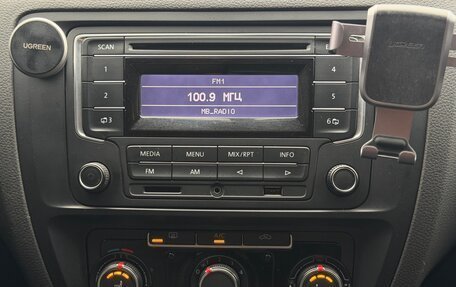 UGREEN
SCAN
1
2
3
FM1
100.9 МГЦ
MB_RADIO
4
5
6
MEDIA
MENU
MIX/RPT
INFO
FM
AM
A/C